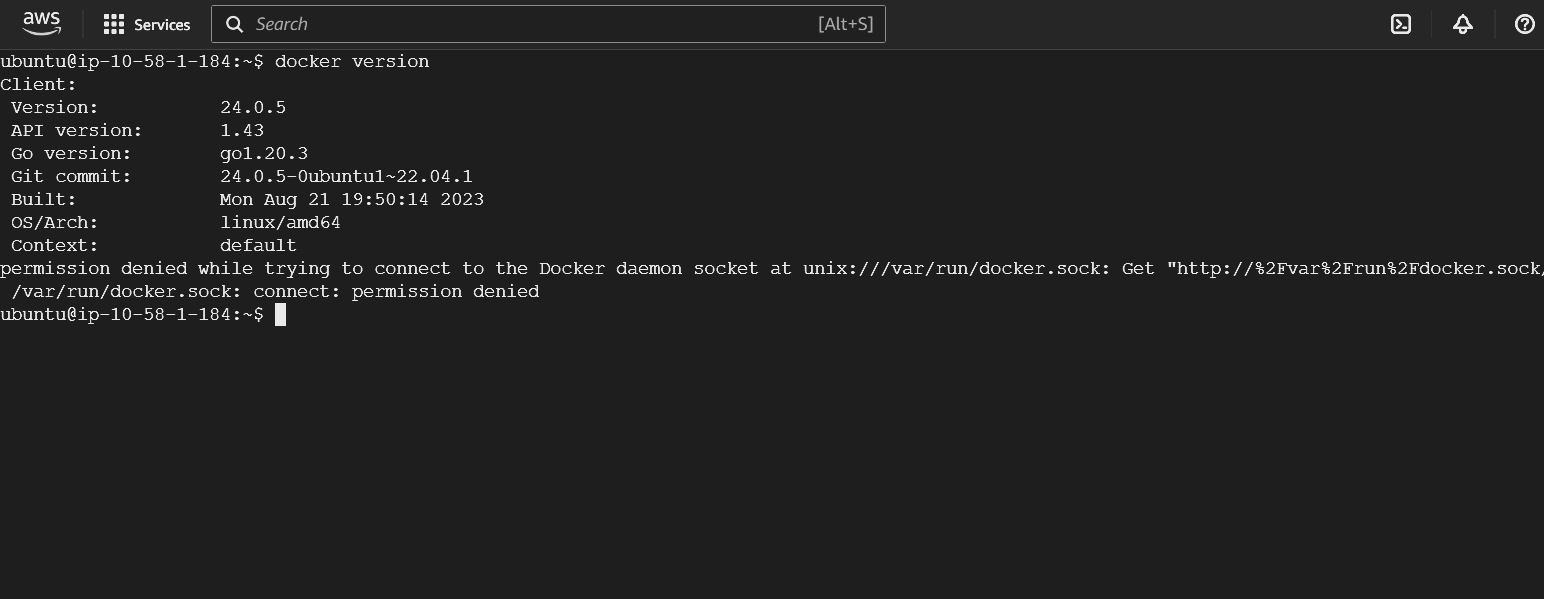 aws
Services
Search
[Alt+S]
ubuntu@ip-10-58-1-184:~$ docker version
Client:
 Version:           24.0.5
 API version:       1.43
 Go version:        go1.20.3
 Git commit:        24.0.5-0ubuntu1~22.04.1
 Built:             Mon Aug 21 19:50:14 2023
 OS/Arch:           linux/amd64
 Context:           default
permission denied while trying to connect to the Docker daemon socket at unix:///var/run/docker.sock: Get "http://%2Fvar%2Frun%2Fdocker.sock/
 /var/run/docker.sock: connect: permission denied
ubuntu@ip-10-58-1-184:~$